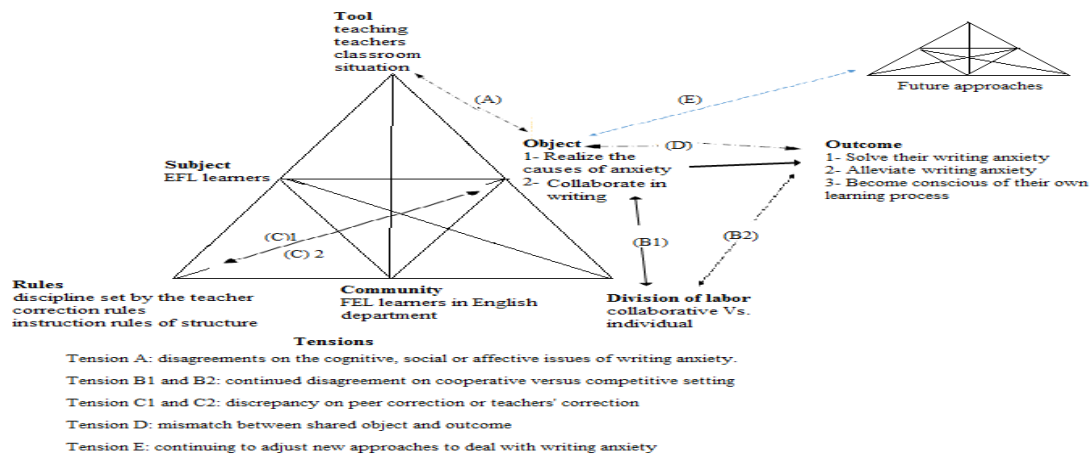 Tool
teaching
teachers
classroom
situation
(A)
(E)
Future approaches
Subject
EFL learners
Object
1- Realize the
causes of anxiety
2- Collaborate in
writing
(D)
Outcome
1- Solve their writing anxiety
2- Alleviate writing anxiety
3- Become conscious of their own
learning process
(C)1
(C) 2
(B1)
(B2)
Rules
discipline set by the teacher
correction rules
instruction rules of structure
Community
FEL learners in English
department
Division of labor
collaborative Vs.
individual
Tensions
Tension A: disagreements on the cognitive, social or affective issues of writing anxiety.
Tension B1 and B2: continued disagreement on cooperative versus competitive setting
Tension C1 and C2: discrepancy on peer correction or teachers' correction
Tension D: mismatch between shared object and outcome
Tension E: continuing to adjust new approaches to deal with writing anxiety